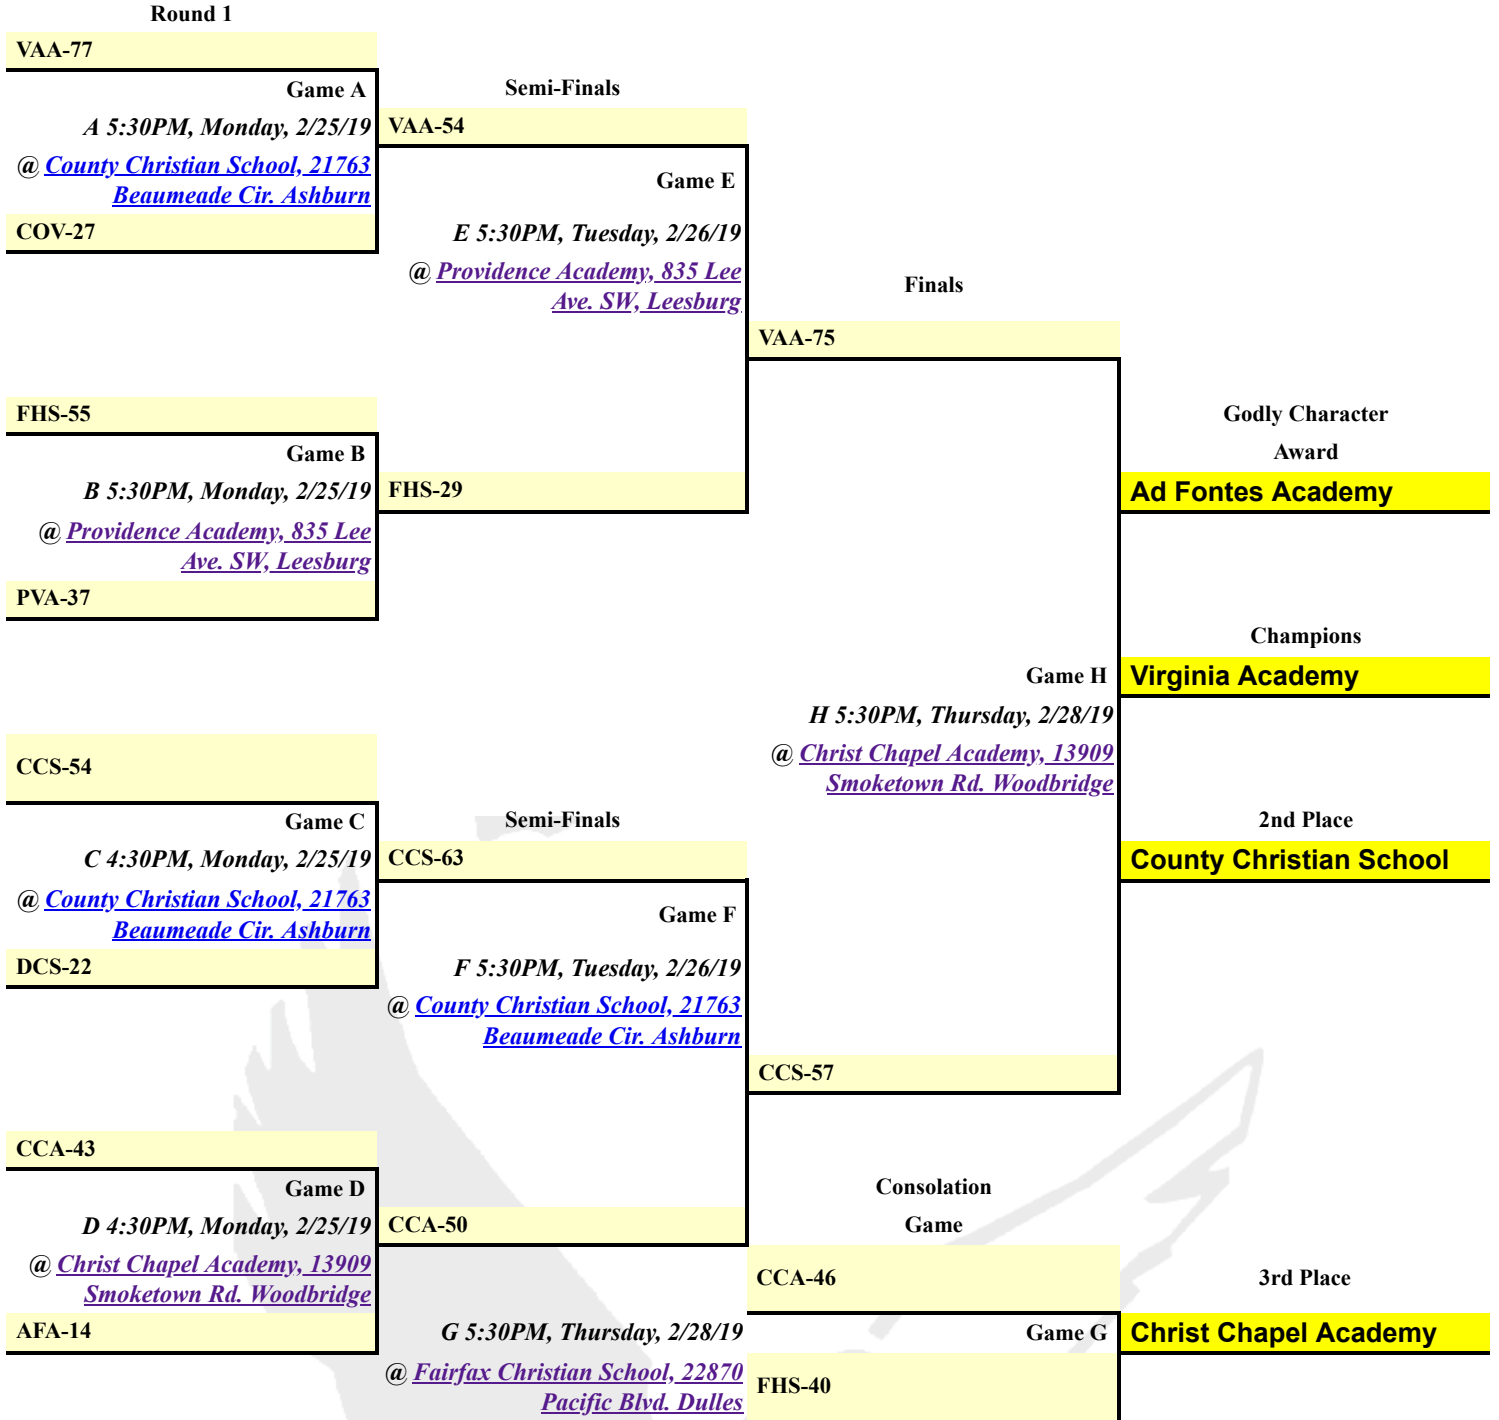 Round 1
VAA-77
Game A
A 5:30PM, Monday, 2/25/19
@ County Christian School, 21763
Beaumeade Cir. Ashburn
COV-27
FHS-55
Game B
B 5:30PM, Monday, 2/25/19
@ Providence Academy, 835 Lee
Ave. SW, Leesburg
PVA-37
CCS-54
Game C
C 4:30PM, Monday, 2/25/19
@ County Christian School, 21763
Beaumeade Cir. Ashburn
DCS-22
CCA-43
Game D
D 4:30PM, Monday, 2/25/19
@ Christ Chapel Academy, 13909
Smoketown Rd. Woodbridge
AFA-14
Semi-Finals
VAA-54
Game E
E 5:30PM, Tuesday, 2/26/19
@ Providence Academy, 835 Lee
Ave. SW, Leesburg
FHS-29
Semi-Finals
CCS-63
Game F
F 5:30PM, Tuesday, 2/26/19
@ County Christian School, 21763
Beaumeade Cir. Ashburn
CCA-50
G 5:30PM, Thursday, 2/28/19
@ Fairfax Christian School, 22870
Pacific Blvd. Dulles
Finals
VAA-75
Game H
H 5:30PM, Thursday, 2/28/19
@ Christ Chapel Academy, 13909
Smoketown Rd. Woodbridge
CCS-57
Consolation
Game
CCA-46
Game G
FHS-40
Godly Character
Award
Ad Fontes Academy
Champions
Virginia Academy
2nd Place
County Christian School
3rd Place
Christ Chapel Academy